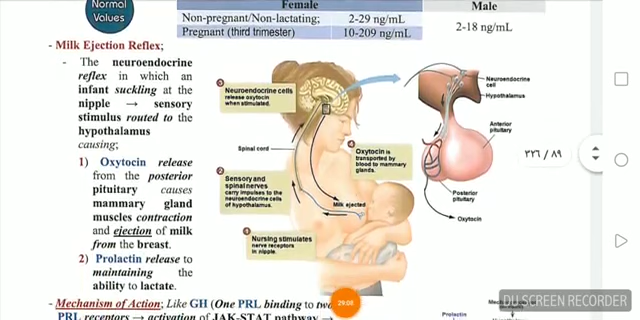 Normal
Values
Female
Male
Non-pregnant/Non-lactating;
2-29 ng/mL
2-18 ng/mL
Pregnant (third trimester)
10-209 ng/mL
- Milk Ejection Reflex;
- The neuroendocrine
reflex in which an
infant suckling at the
nipple → sensory
stimulus routed to the
hypothalamus
causing;
1) Oxytocin release
from the posterior
pituitary causes
mammary gland
muscles contraction
and ejection of milk
from the breast.
2) Prolactin release to
maintaining the
ability to lactate.
3 Neuroendocrine cells
release oxytocin
when stimulated.
Spinal cord
2 Sensory and
spinal nerves
carry impulses to the
neuroendocrine cells
of hypothalamus.
1 Nursing stimulates
nerve receptors
in nipple.
4 Oxytocin is
transported by
blood to mammary
glands.
Milk ejected
Neuroendocrine
cell
Hypothalamus
Anterior
pituitary
Posterior
pituitary
Oxytocin
٣٢٦ / ٨٩
29:08
DU SCREEN RECORDER
- Mechanism of Action; Like GH (One PRL binding to two
PRL receptors → activation of JAK-STAT pathway →
Prolactin